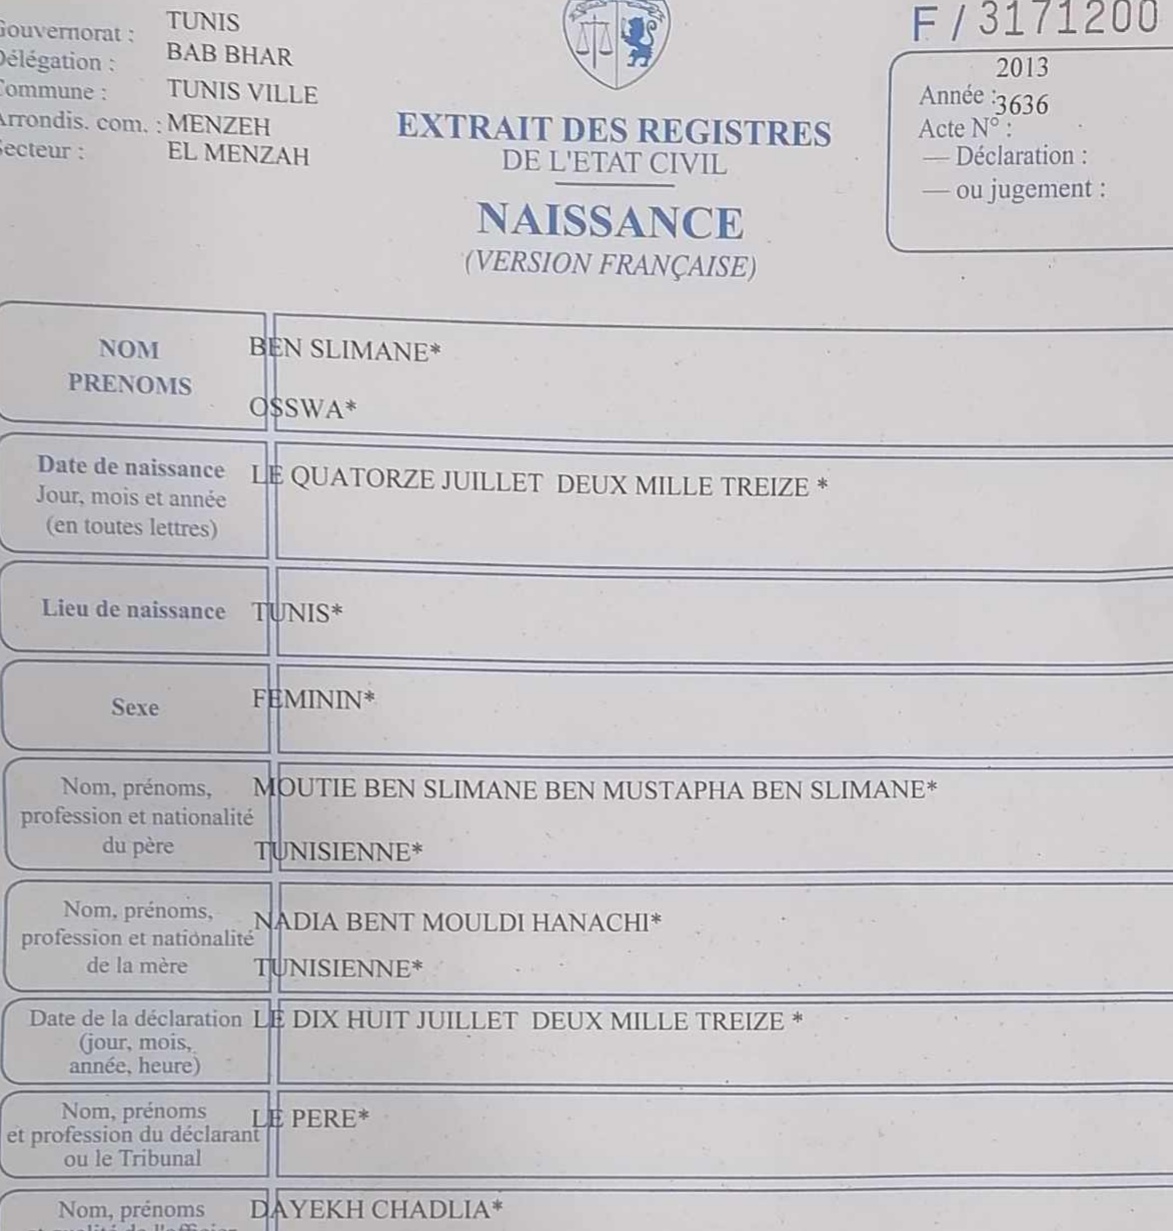 Gouvernorat : TUNIS
Délégation : BAB BHAR
Commune : TUNIS VILLE
Arrondis. com. : MENZEH
Secteur : EL MENZAH
F / 3171200
2013
Année :
3636
Acte N° :
— Déclaration :
— ou jugement :
EXTRAIT DES REGISTRES
DE L'ETAT CIVIL
NAISSANCE
(VERSION FRANÇAISE)
NOM BEN SLIMANE*
PRENOMS
OSSWA*
Date de naissance LE QUATORZE JUILLET DEUX MILLE TREIZE *
Jour, mois et année
(en toutes lettres)
Lieu de naissance TUNIS*
Sexe FEMININ*
Nom, prénoms, MOUTIE BEN SLIMANE BEN MUSTAPHA BEN SLIMANE*
profession et nationalité
du père TUNISIENNE*
Nom, prénoms, NADIA BENT MOULDI HANACHI*
profession et nationalité
de la mère TUNISIENNE*
Date de la déclaration LE DIX HUIT JUILLET DEUX MILLE TREIZE *
(jour, mois,
année, heure)
Nom, prénoms LE PERE*
et profession du déclarant
ou le Tribunal
Nom, prénoms DAYEKH CHADLIA*